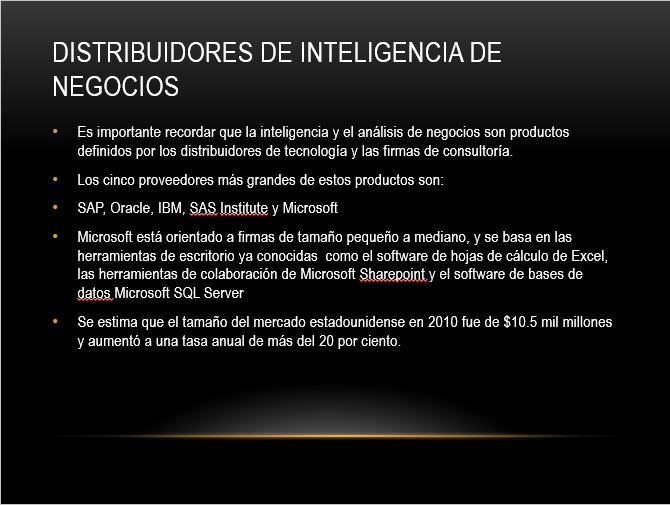 DISTRIBUIDORES DE INTELIGENCIA DE
NEGOCIOS
• Es importante recordar que la inteligencia y el análisis de negocios son productos
definidos por los distribuidores de tecnología y las firmas de consultoría.
• Los cinco proveedores más grandes de estos productos son:
• SAP, Oracle, IBM, SAS Institute y Microsoft
• Microsoft está orientado a firmas de tamaño pequeño a mediano, y se basa en las
herramientas de escritorio ya conocidas  como el software de hojas de cálculo de Excel,
las herramientas de colaboración de Microsoft Sharepoint y el software de bases de
datos Microsoft SQL Server
• Se estima que el tamaño del mercado estadounidense en 2010 fue de $10.5 mil millones
y aumentó a una tasa anual de más del 20 por ciento.